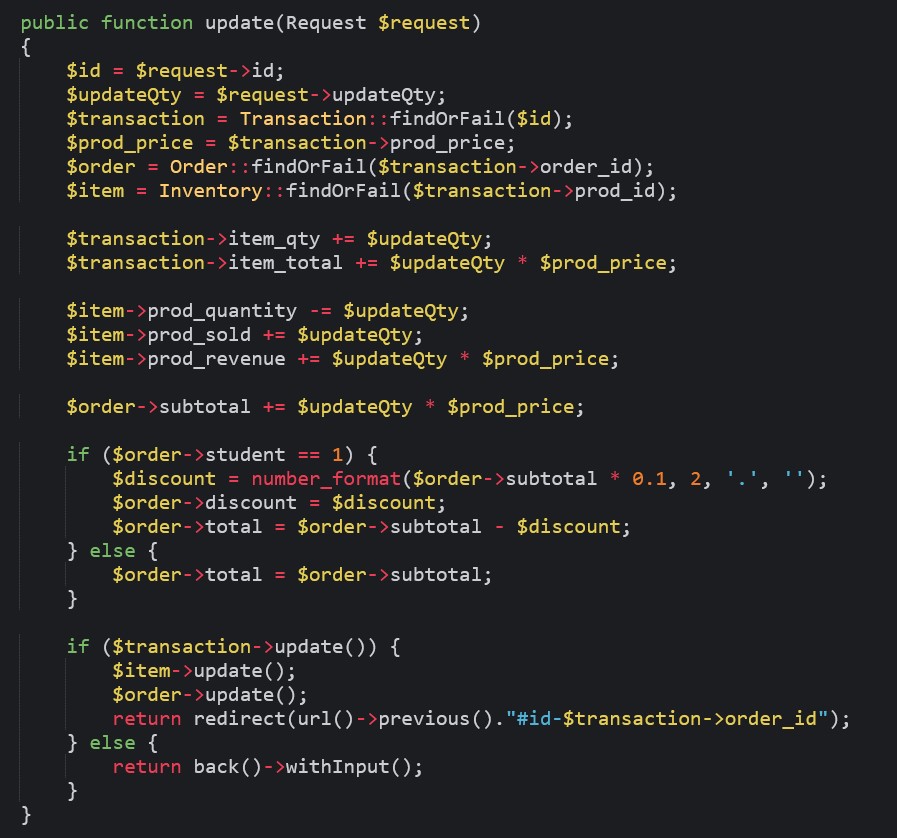 public function update(Request $request)
{
    $id = $request->id;
    $updateQty = $request->updateQty;
    $transaction = Transaction::findOrFail($id);
    $prod_price = $transaction->prod_price;
    $order = Order::findOrFail($transaction->order_id);
    $item = Inventory::findOrFail($transaction->prod_id);

    $transaction->item_qty += $updateQty;
    $transaction->item_total += $updateQty * $prod_price;

    $item->prod_quantity -= $updateQty;
    $item->prod_sold += $updateQty;
    $item->prod_revenue += $updateQty * $prod_price;

    $order->subtotal += $updateQty * $prod_price;

    if ($order->student == 1) {
        $discount = number_format($order->subtotal * 0.1, 2, '.', '');
        $order->discount = $discount;
        $order->total = $order->subtotal - $discount;
    } else {
        $order->total = $order->subtotal;
    }

    if ($transaction->update()) {
        $item->update();
        $order->update();
        return redirect(url()->previous()."#id-$transaction->order_id");
    } else {
        return back()->withInput();
    }
}